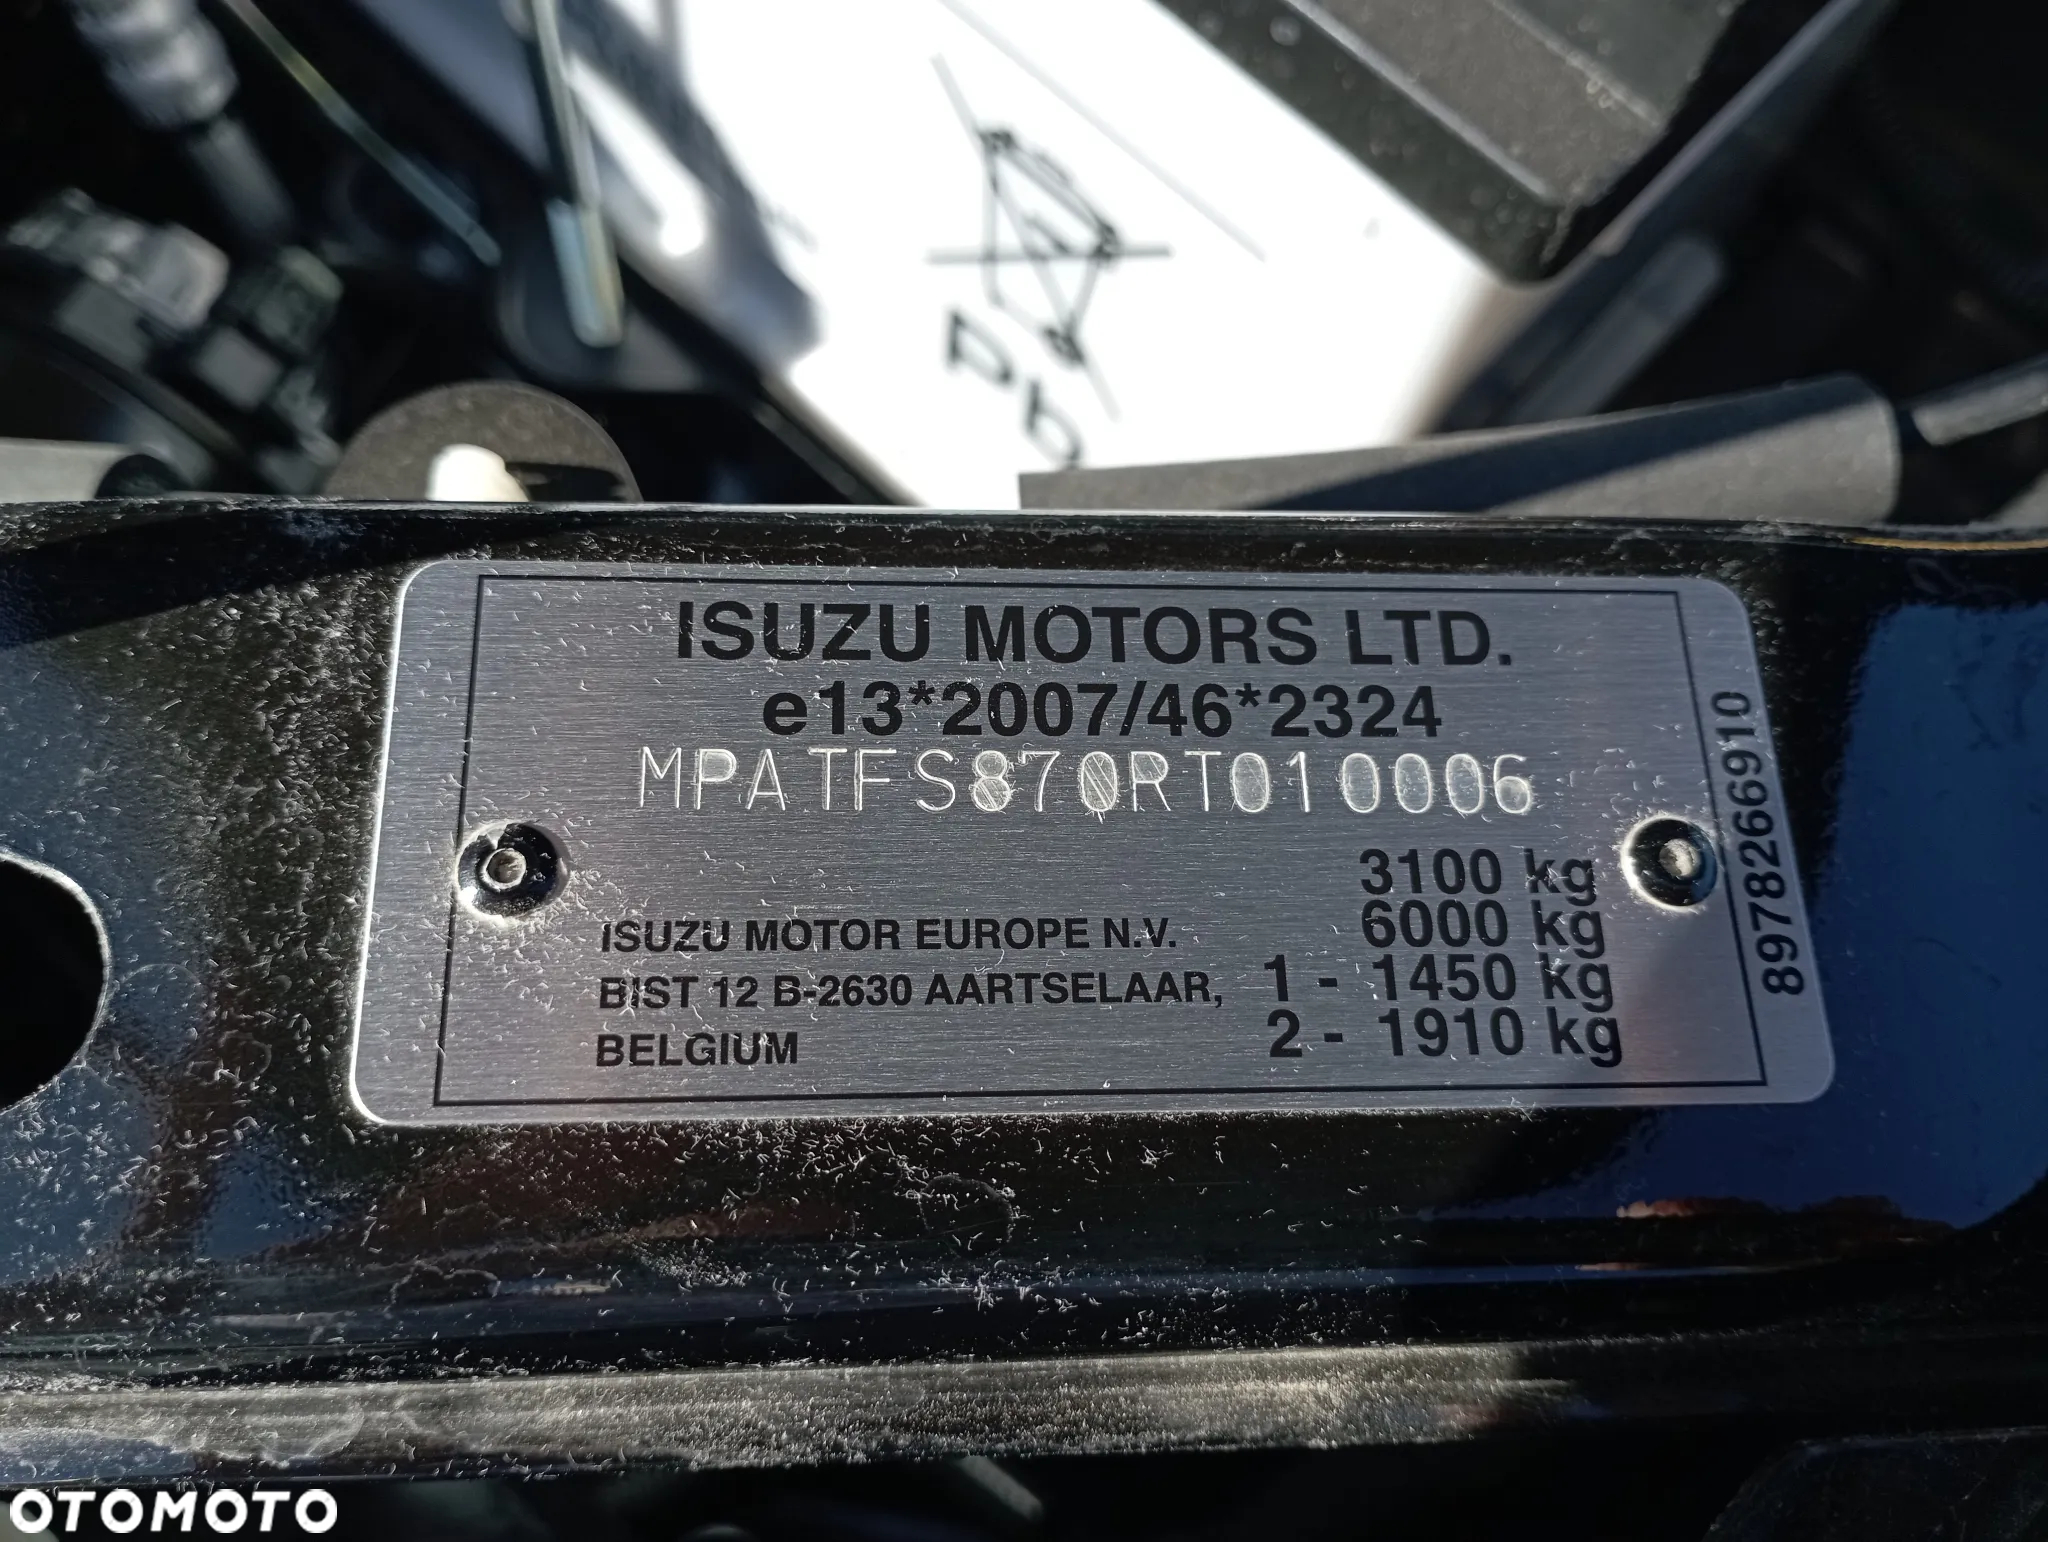 Pb
ISUZU MOTORS LTD.
e13*2007/46*2324
MPATFS870RT010006
3100 kg
ISUZU MOTOR EUROPE N.V. 6000 kg
BIST 12 B-2630 AARTSELAAR, 1 - 1450 kg
BELGIUM 2 - 1910 kg
8978266910
OTOMOTO